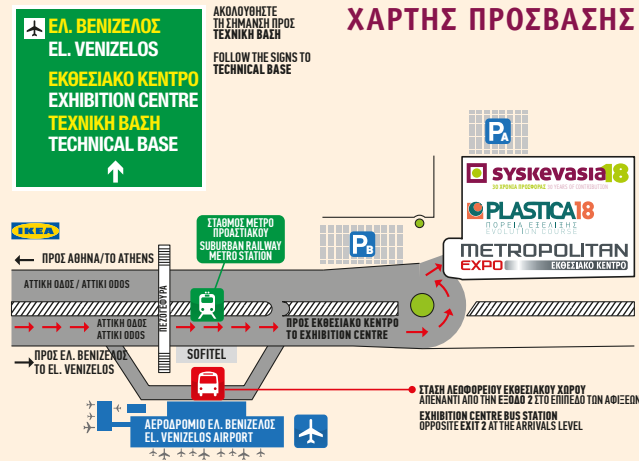 ΕΛ. ΒΕΝΙΖΕΛΟΣ
EL. VENIZELOS
ΕΚΘΕΣΙΑΚΟ ΚΕΝΤΡΟ
EXHIBITION CENTRE
ΤΕΧΝΙΚΗ ΒΑΣΗ
TECHNICAL BASE
ΑΚΟΛΟΥΘΗΣΤΕ
ΤΗ ΣΗΜΑΝΣΗ ΠΡΟΣ
ΤΕΧΝΙΚΗ ΒΑΣΗ
FOLLOW THE SIGNS TO
TECHNICAL BASE
ΧΑΡΤΗΣ ΠΡΟΣΒΑΣΗΣ
PA
syskevasia18
20 ΧΡΟΝΙΑ ΠΡΟΣΦΟΡΑΣ 20 YEARS OF CONTRIBUTION
PLASTICA18
ΠΟΡΕΙΑ ΕΞΕΛΙΞΗΣ
EVOLUTION COURSE
METROPOLITAN
EXPO ΕΚΘΕΣΙΑΚΟ ΚΕΝΤΡΟ
IKEA
ΣΤΑΘΜΟΣ ΜΕΤΡΟ
ΠΡΟΑΣΤΙΑΚΟΥ
SUBURBAN RAILWAY
METRO STATION
PB
ΠΡΟΣ ΑΘΗΝΑ/TO ATHENS
ΑΤΤΙΚΗ ΟΔΟΣ / ATTIKI ODOS
ΠΕΖΟΓΕΦΥΡΑ
ΑΤΤΙΚΗ ΟΔΟΣ
ATTIKI ODOS
ΠΡΟΣ ΕΚΘΕΣΙΑΚΟ ΚΕΝΤΡΟ
TO EXHIBITION CENTRE
ΠΡΟΣ ΕΛ. ΒΕΝΙΖΕΛΟΣ
TO EL. VENIZELOS
SOFITEL
ΣΤΑΣΗ ΛΕΩΦΟΡΕΙΟΥ ΕΚΘΕΣΙΑΚΟΥ ΧΩΡΟΥ
ΑΠΕΝΑΝΤΙ ΑΠΟ ΤΗΝ ΕΞΟΔΟ 2 ΣΤΟ ΕΠΙΠΕΔΟ ΤΩΝ ΑΦΙΞΕΩΝ
EXHIBITION CENTRE BUS STATION
OPPOSITE EXIT 2 AT THE ARRIVALS LEVEL
ΑΕΡΟΔΡΟΜΙΟ ΕΛ. ΒΕΝΙΖΕΛΟΣ
EL. VENIZELOS AIRPORT